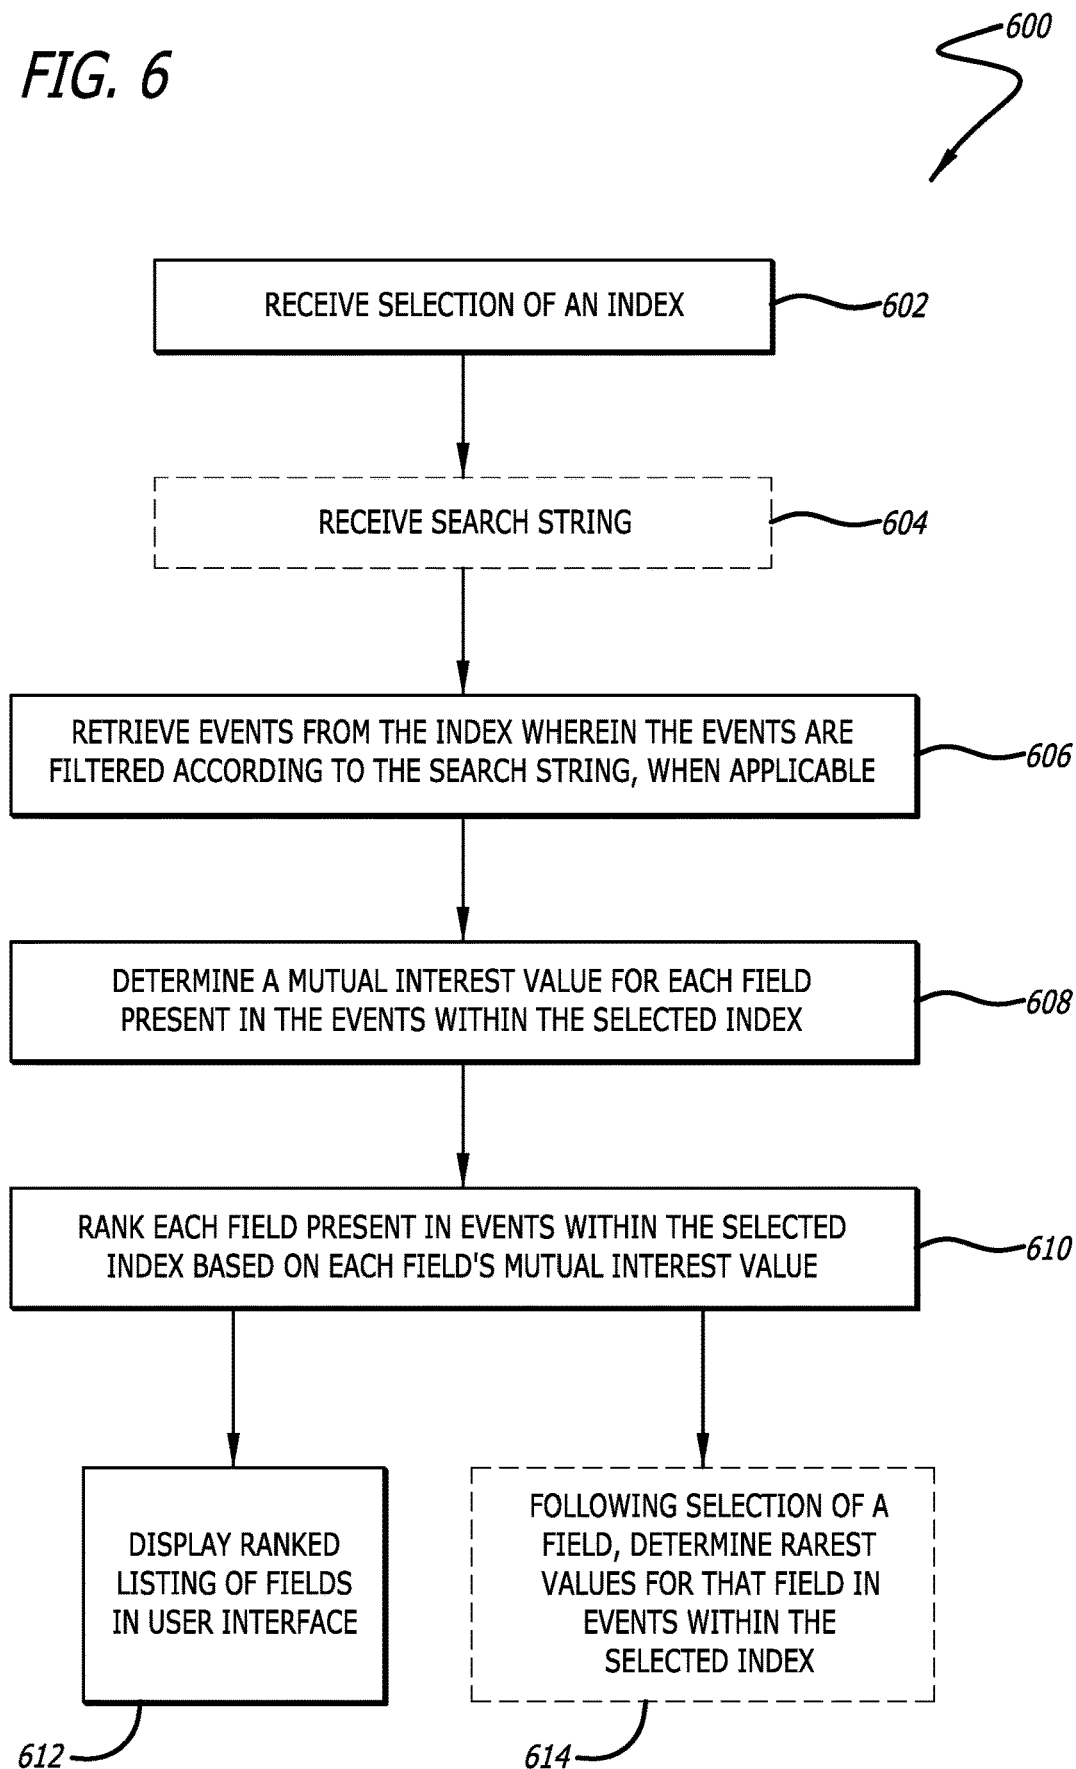 600
FIG. 6
RECEIVE SELECTION OF AN INDEX
602
RECEIVE SEARCH STRING
604
RETRIEVE EVENTS FROM THE INDEX WHEREIN THE EVENTS ARE
FILTERED ACCORDING TO THE SEARCH STRING, WHEN APPLICABLE
606
DETERMINE A MUTUAL INTEREST VALUE FOR EACH FIELD
PRESENT IN THE EVENTS WITHIN THE SELECTED INDEX
608
RANK EACH FIELD PRESENT IN EVENTS WITHIN THE SELECTED
INDEX BASED ON EACH FIELD'S MUTUAL INTEREST VALUE
610
DISPLAY RANKED
LISTING OF FIELDS
IN USER INTERFACE
612
FOLLOWING SELECTION OF A
FIELD, DETERMINE RAREST
VALUES FOR THAT FIELD IN
EVENTS WITHIN THE
SELECTED INDEX
614